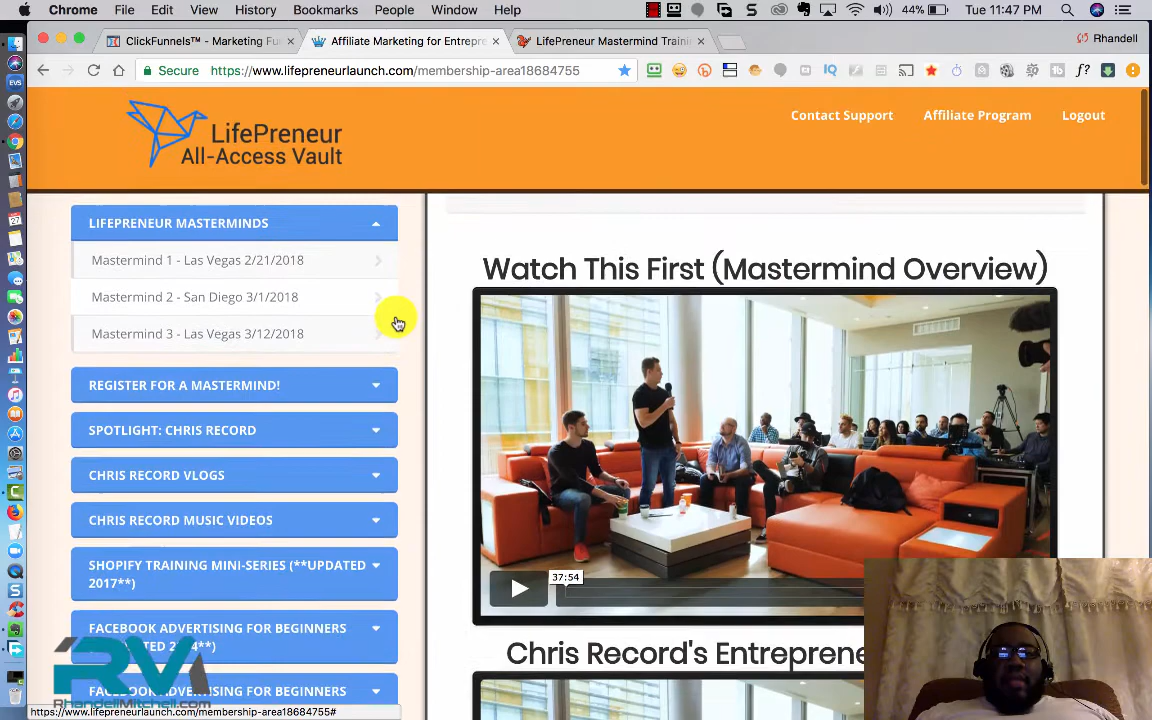 Chrome File Edit View History Bookmarks People Window Help 44% Tue 11:47 PM
ClickFunnels™ - Marketing Fu
Affiliate Marketing for Entrepre
LifePreneur Mastermind Traini
Rhandell
Secure https://www.lifepreneurlaunch.com/membership-area18684755
LifePreneur
All-Access Vault
Contact Support Affiliate Program Logout
LIFEPRENEUR MASTERMINDS
Mastermind 1 - Las Vegas 2/21/2018
Mastermind 2 - San Diego 3/1/2018
Mastermind 3 - Las Vegas 3/12/2018
REGISTER FOR A MASTERMIND!
SPOTLIGHT: CHRIS RECORD
CHRIS RECORD VLOGS
CHRIS RECORD MUSIC VIDEOS
SHOPIFY TRAINING MINI-SERIES (**UPDATED
2017**)
FACEBOOK ADVERTISING FOR BEGINNERS
FACEBOOK ADVERTISING FOR BEGINNERS
Watch This First (Mastermind Overview)
37:54
Chris Record's Entreprene
RM
RhandellMitchell.com
https://www.lifepreneurlaunch.com/membership-area18684755#